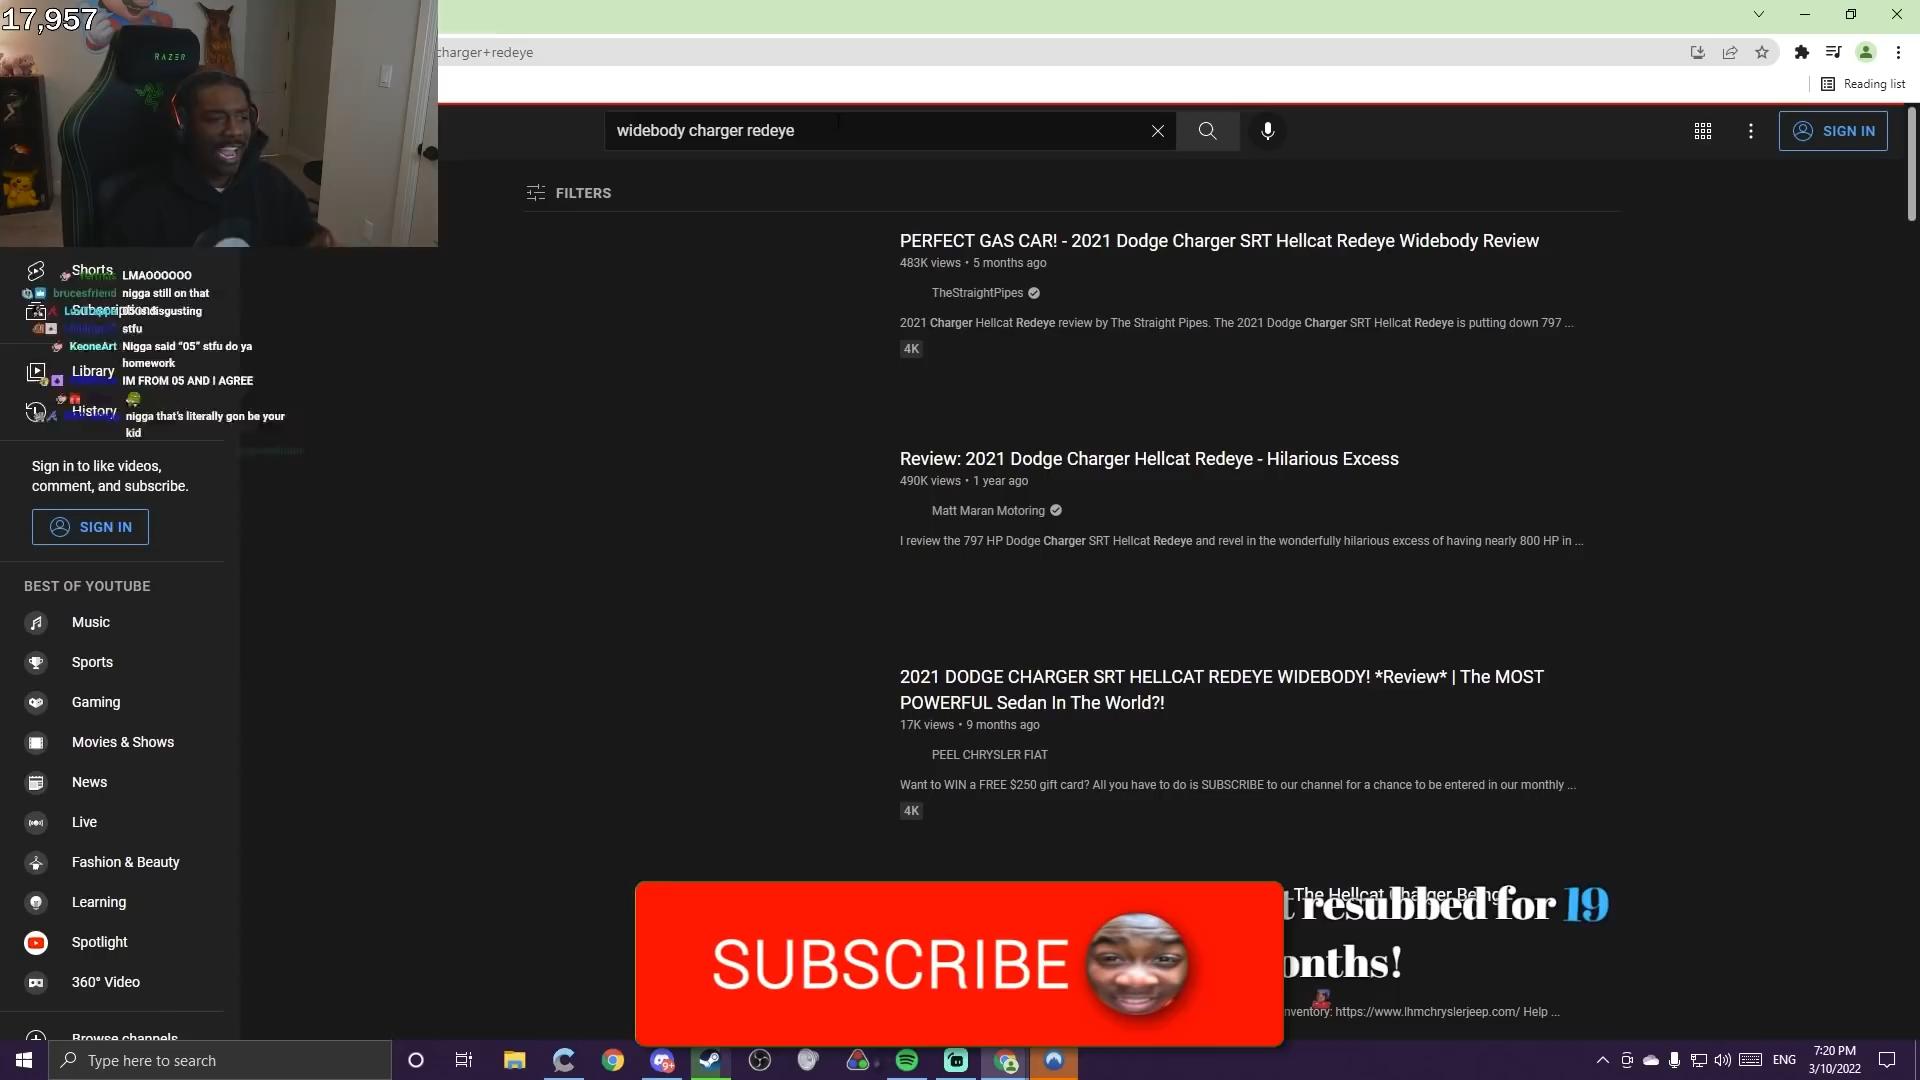 17,957
RAZER
charger+redeye
Reading list
widebody charger redeye
SIGN IN
FILTERS
PERFECT GAS CAR! - 2021 Dodge Charger SRT Hellcat Redeye Widebody Review
483K views • 5 months ago
TheStraightPipes
2021 Charger Hellcat Redeye review by The Straight Pipes. The 2021 Dodge Charger SRT Hellcat Redeye is putting down 797 ...
4K
Review: 2021 Dodge Charger Hellcat Redeye - Hilarious Excess
490K views • 1 year ago
Matt Maran Motoring
I review the 797 HP Dodge Charger SRT Hellcat Redeye and revel in the wonderfully hilarious excess of having nearly 800 HP in ...
2021 DODGE CHARGER SRT HELLCAT REDEYE WIDEBODY! *Review* | The MOST
POWERFUL Sedan In The World?!
17K views • 9 months ago
PEEL CHRYSLER FIAT
Want to WIN a FREE $250 gift card? All you have to do is SUBSCRIBE to our channel for a chance to be entered in our monthly ...
4K
The Hellcat Charger Being
t resubbed for 19
onths!
nventory: https://www.lhmchryslerjeep.com/ Help ...
SUBSCRIBE
Shorts
LMAOOOOOO
brucesfriend nigga still on that
Subscriptions
05 is disgusting
stfu
KeoneArt Nigga said “05” stfu do ya
homework
Library
IM FROM 05 AND I AGREE
History
nigga that's literally gon be your
kid
Sign in to like videos,
comment, and subscribe.
SIGN IN
BEST OF YOUTUBE
Music
Sports
Gaming
Movies & Shows
News
Live
Fashion & Beauty
Learning
Spotlight
360° Video
Browse channels
Type here to search
9+
ENG
7:20 PM
3/10/2022